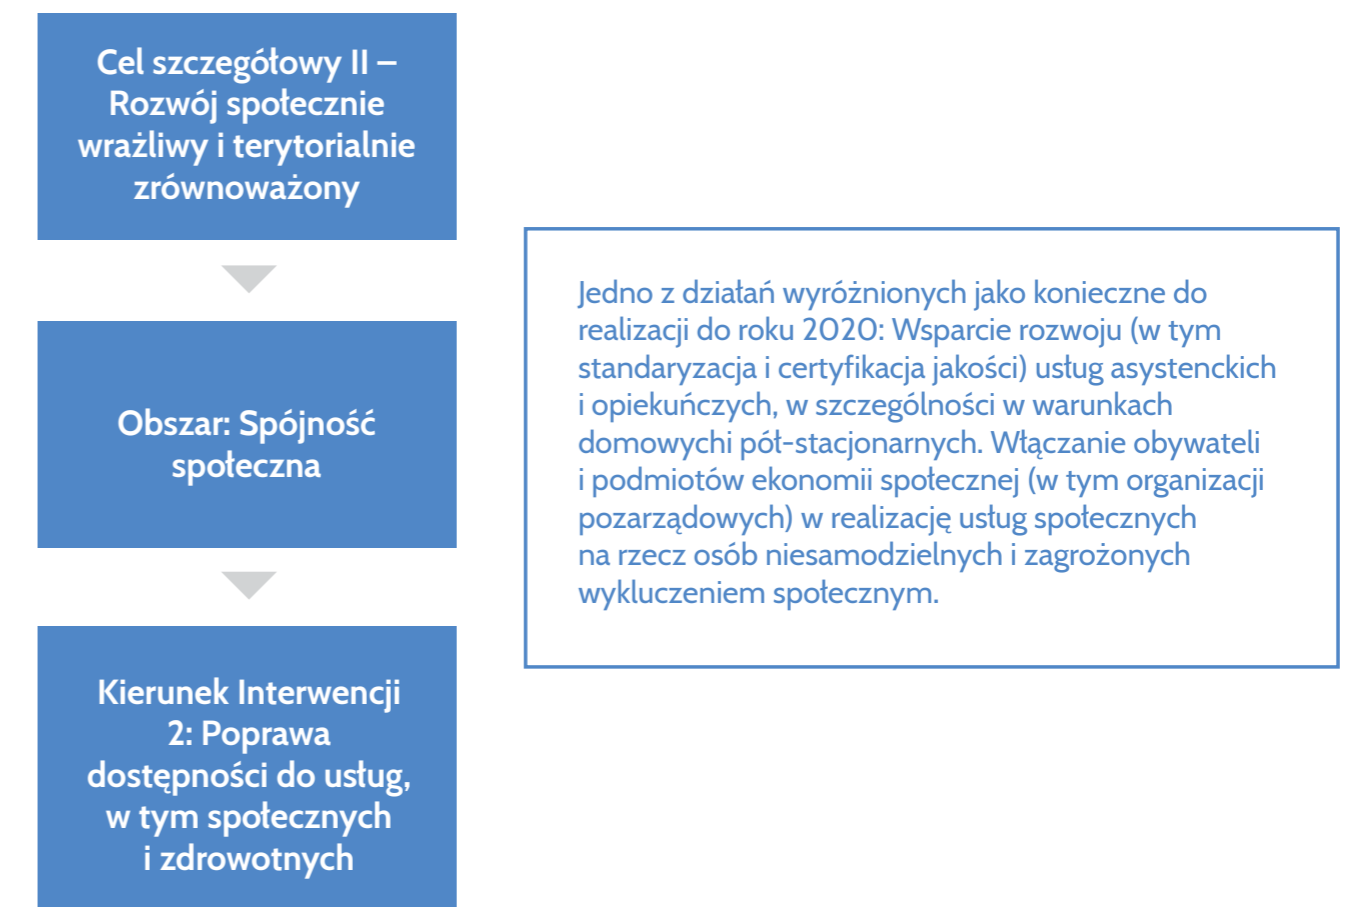 Cel szczegółowy II –
Rozwój społecznie
wrażliwy i terytorialnie
zrównoważony
Obszar: Spójność
społeczna
Kierunek Interwencji
2: Poprawa
dostępności do usług,
w tym społecznych
i zdrowotnych
Jedno z działań wyróżnionych jako konieczne do
realizacji do roku 2020: Wsparcie rozwoju (w tym
standaryzacja i certyfikacja jakości) usług asystenckich
i opiekuńczych, w szczególności w warunkach
domowychi pół-stacjonarnych. Włączanie obywateli
i podmiotów ekonomii społecznej (w tym organizacji
pozarządowych) w realizację usług społecznych
na rzecz osób niesamodzielnych i zagrożonych
wykluczeniem społecznym.